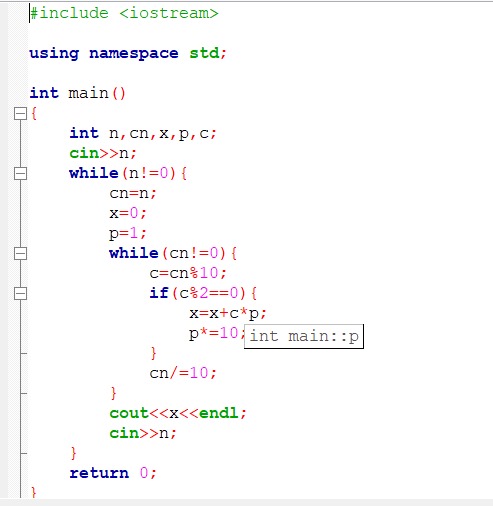 #include <iostream>
using namespace std;
int main()
{
int n,cn,x,p,c;
cin>>n;
while(n!=0){
cn=n;
x=0;
p=1;
while(cn!=0){
c=cn%10;
if(c%2==0){
x=x+c*p;
p*=10;
int main::p
}
cn/=10;
}
cout<<x<<endl;
cin>>n;
}
return 0;
}